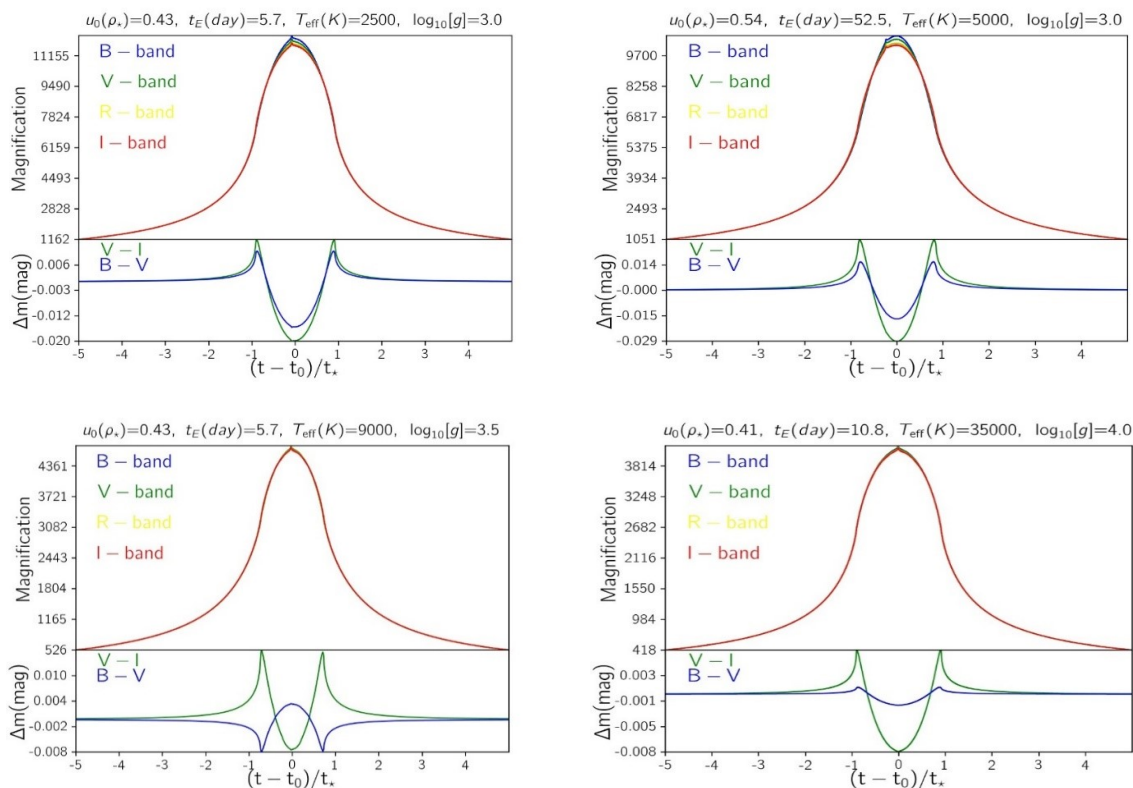 u₀(ρ⋆)=0.43, t_E(day)=5.7, T_eff(K)=2500, log₁₀[g]=3.0
11155
9490
7824
6159
4493
2828
1162
Magnification
B − band
V − band
R − band
I − band
V − I
B − V
0.006
-0.003
-0.012
-0.020
Δm(mag)
-5 -4 -3 -2 -1 0 1 2 3 4
(t − t₀)/t⋆
u₀(ρ⋆)=0.54, t_E(day)=52.5, T_eff(K)=5000, log₁₀[g]=3.0
9700
8258
6817
5375
3934
2493
1051
Magnification
B − band
V − band
R − band
I − band
V − I
B − V
0.014
-0.000
-0.015
-0.029
Δm(mag)
-5 -4 -3 -2 -1 0 1 2 3 4
(t − t₀)/t⋆
u₀(ρ⋆)=0.43, t_E(day)=5.7, T_eff(K)=9000, log₁₀[g]=3.5
4361
3721
3082
2443
1804
1165
526
Magnification
B − band
V − band
R − band
I − band
V − I
B − V
0.010
0.004
-0.002
-0.008
Δm(mag)
-5 -4 -3 -2 -1 0 1 2 3 4
(t − t₀)/t⋆
u₀(ρ⋆)=0.41, t_E(day)=10.8, T_eff(K)=35000, log₁₀[g]=4.0
3814
3248
2682
2116
1550
984
418
Magnification
B − band
V − band
R − band
I − band
V − I
B − V
0.003
-0.001
-0.005
-0.008
Δm(mag)
-5 -4 -3 -2 -1 0 1 2 3 4
(t − t₀)/t⋆